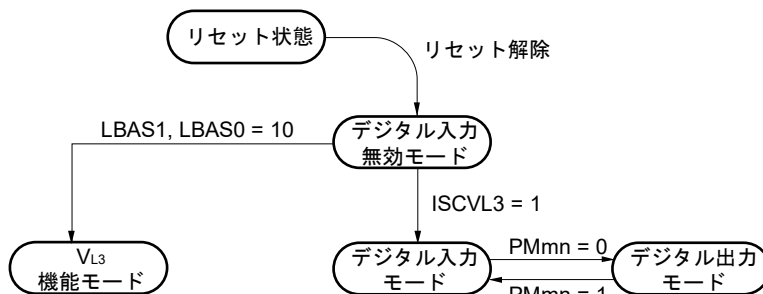 リセット状態
リセット解除
デジタル入力
無効モード
LBAS1, LBAS0 = 10
ISCVL3 = 1
VL3
機能モード
デジタル入力
モード
PMmn = 0
PMmn = 1
デジタル出力
モード